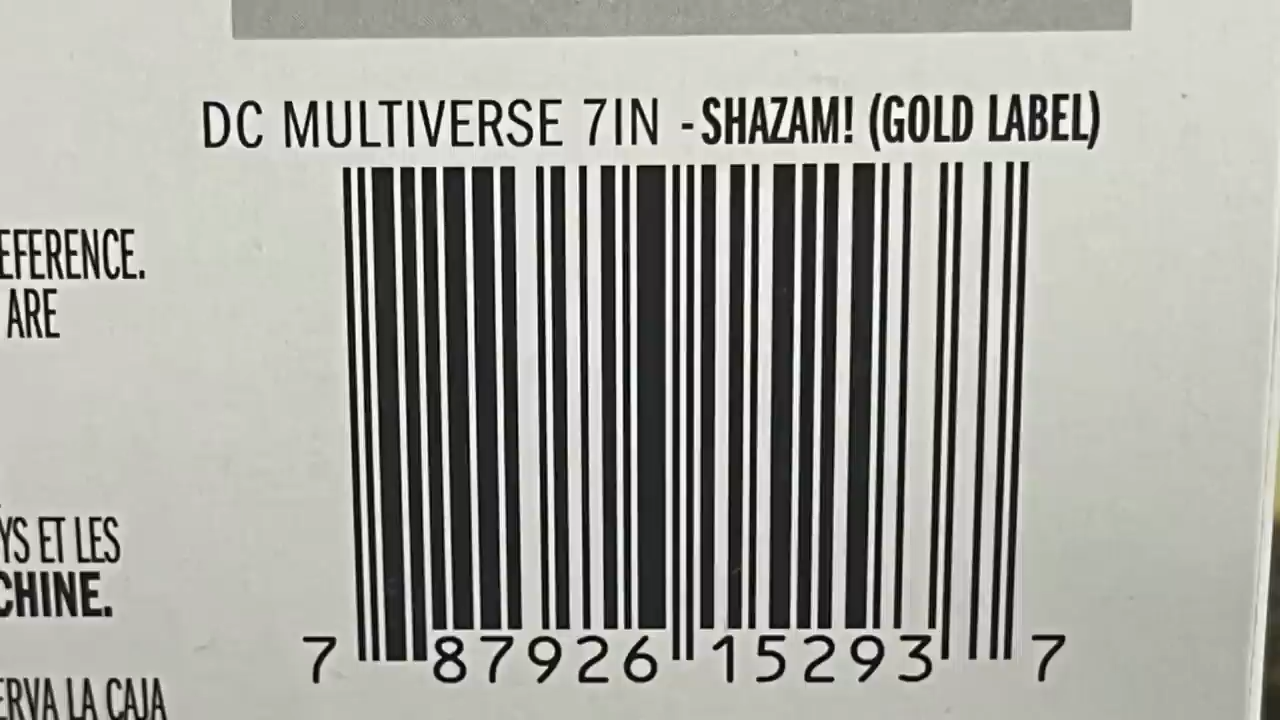 DC MULTIVERSE 7IN - SHAZAM! (GOLD LABEL)
EFERENCE.
ARE
YS ET LES
CHINE.
ERVA LA CAJA
7 87926 15293 7